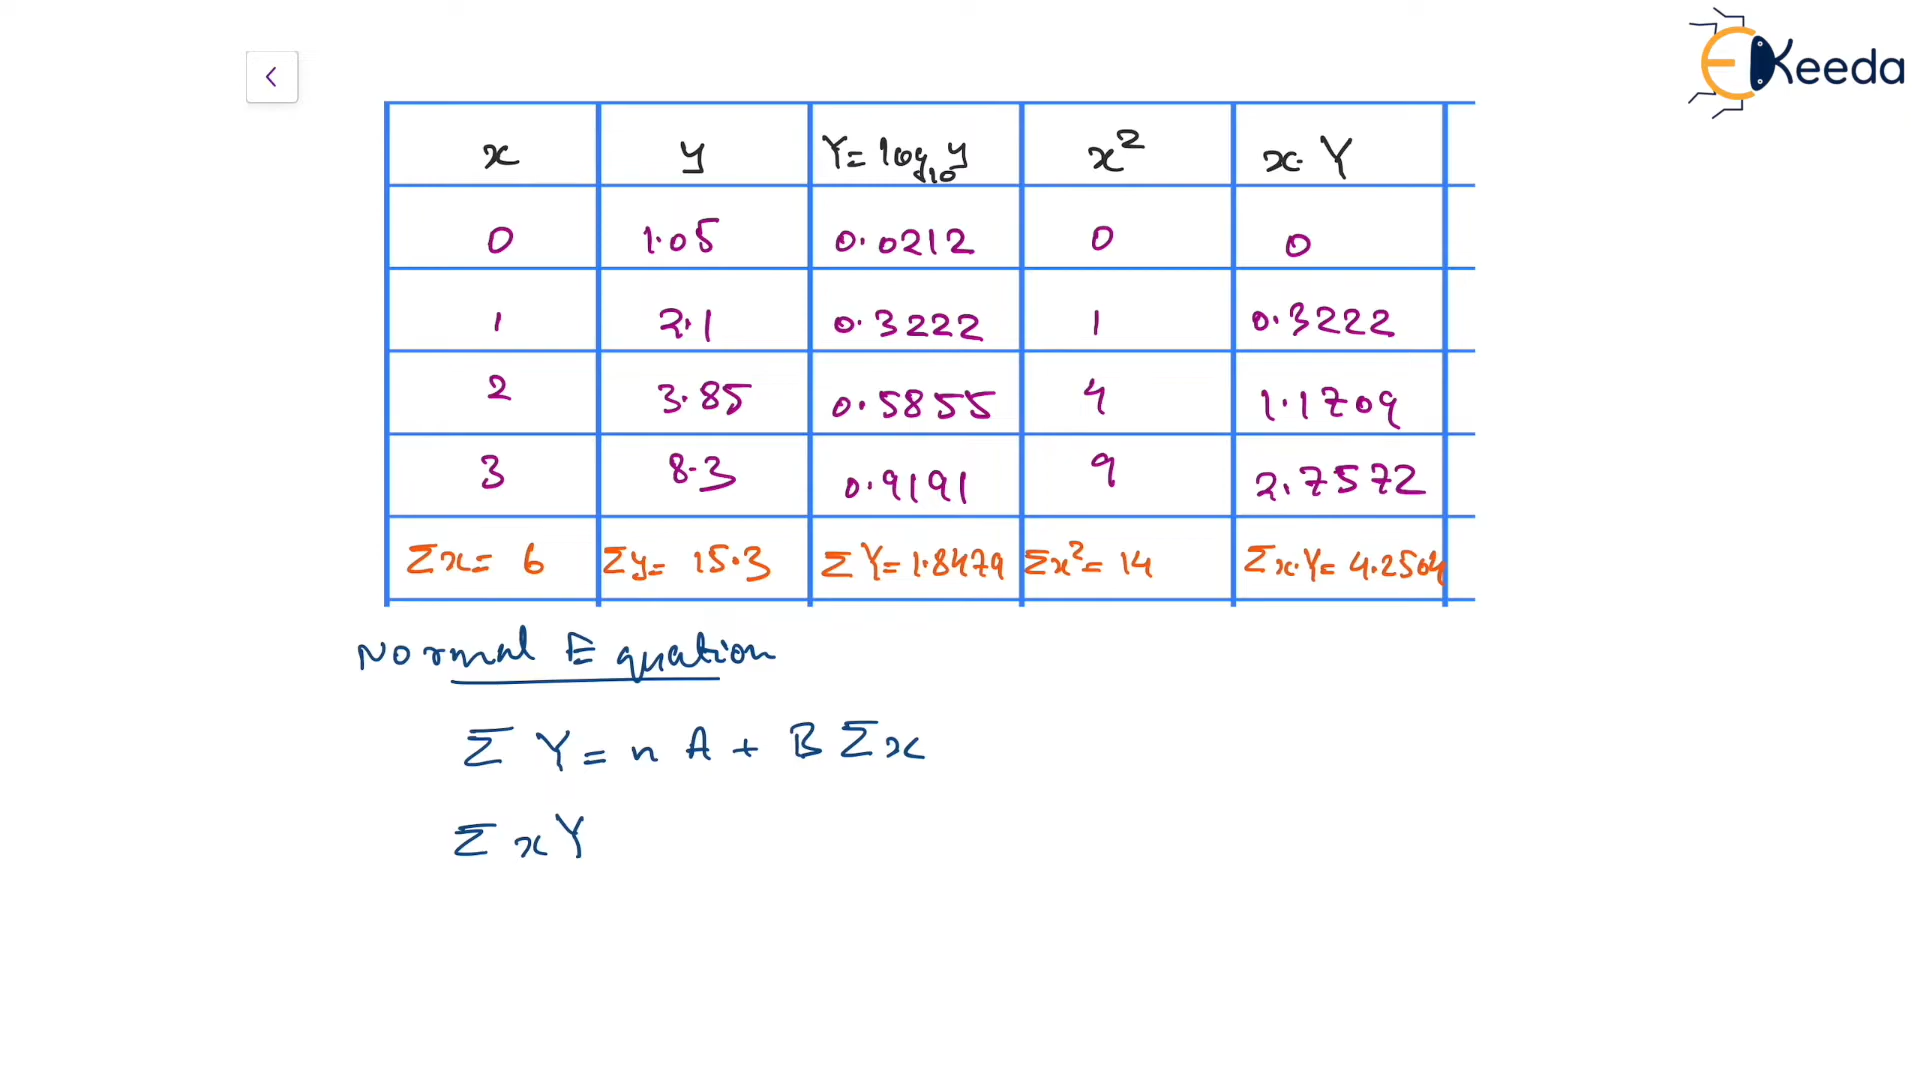 EKeeda
x y Y= log₁₀y x² x·Y
0 1.05 0.0212 0 0
1 2.1 0.3222 1 0.3222
2 3.85 0.5855 4 1.1709
3 8.3 0.9191 9 2.7572
Σx= 6 Σy= 15.3 ΣY= 1.8479 Σx²= 14 Σx·Y= 4.2504
Normal Equation
ΣY= nA + BΣx
ΣxY